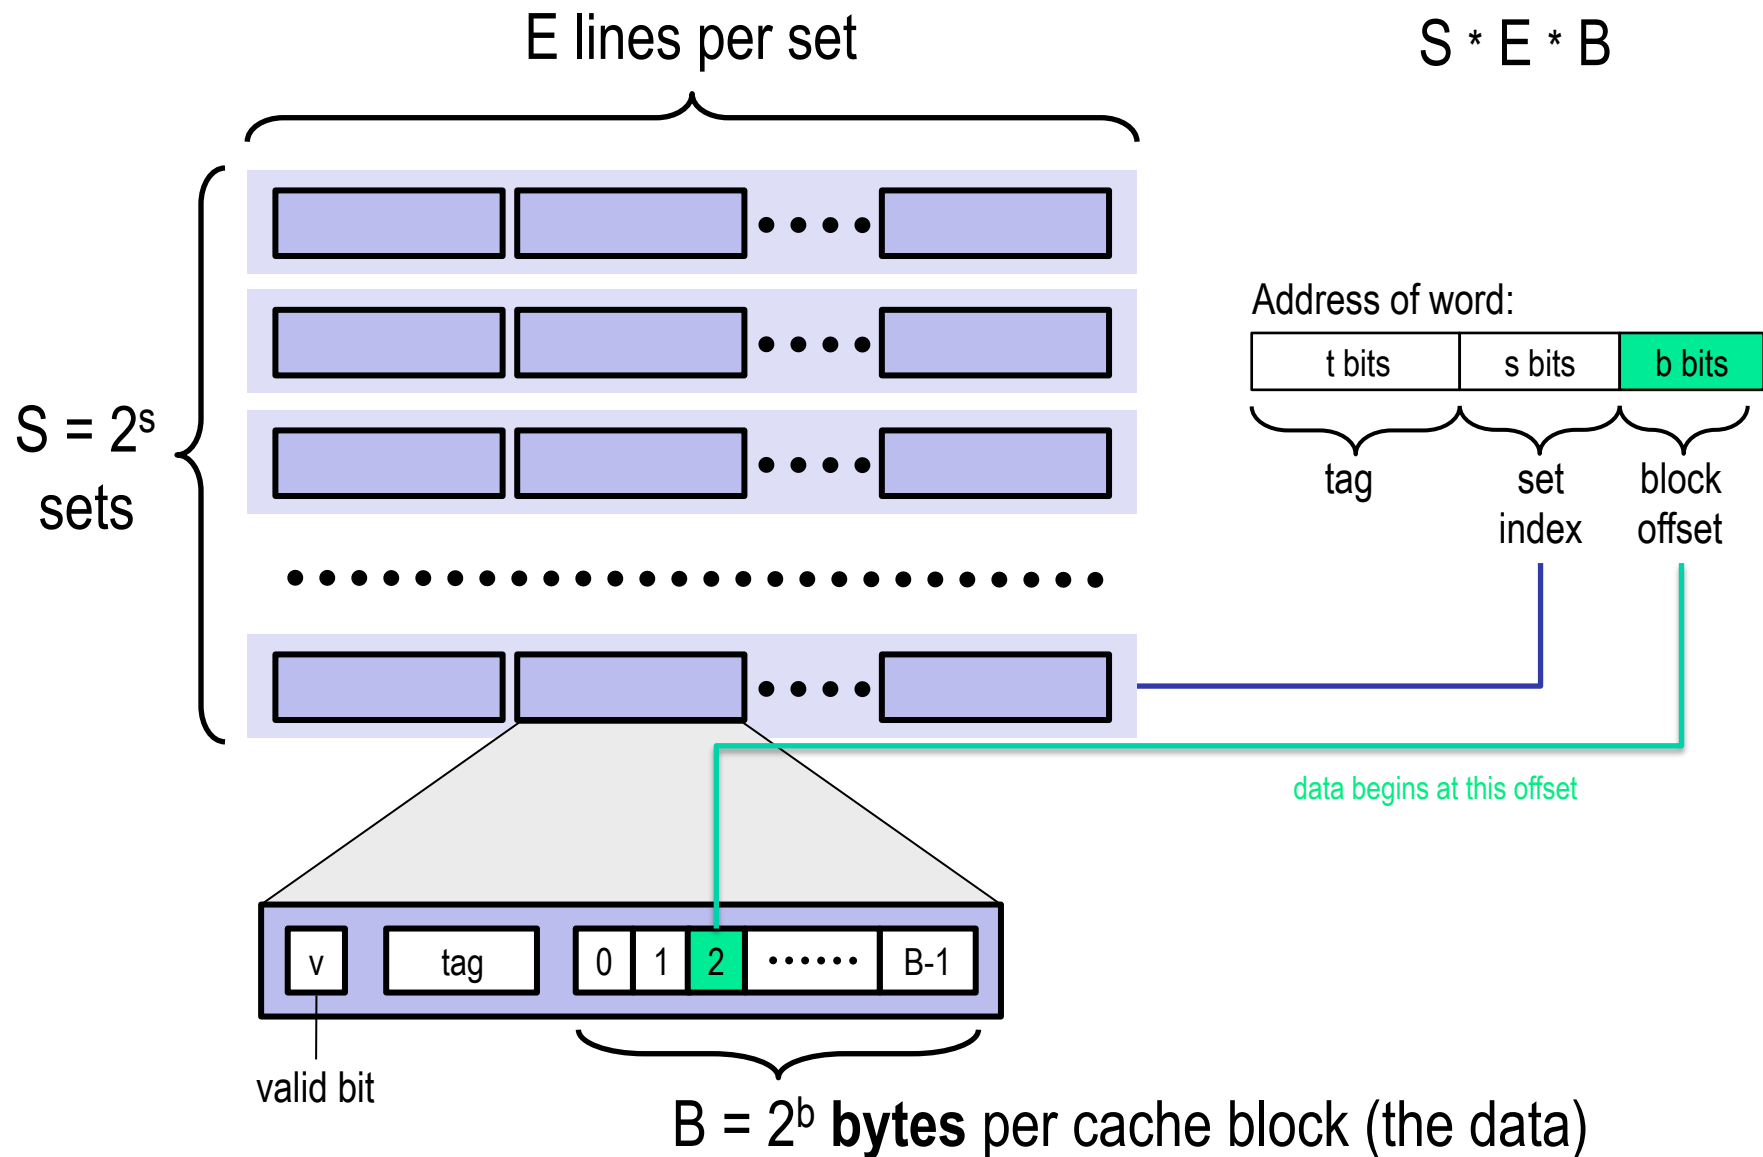 E lines per set
S * E * B
Address of word:
t bits s bits b bits
tag set index block offset
S = 2ˢ
sets
data begins at this offset
v tag 0 1 2 •••••• B-1
valid bit
B = 2ᵇ bytes per cache block (the data)